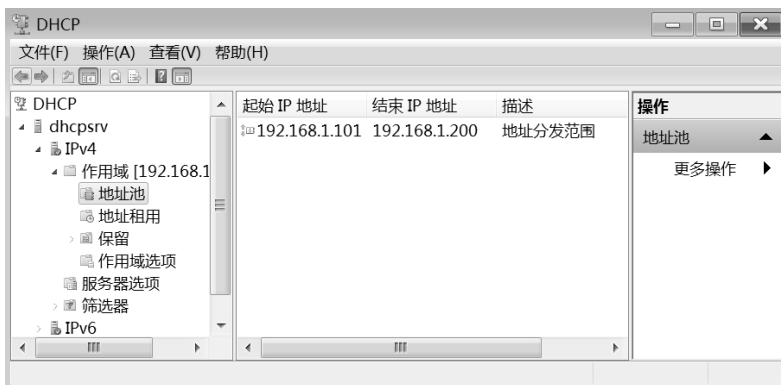 DHCP
文件(F) 操作(A) 查看(V) 帮助(H)
DHCP
dhcpsrv
IPv4
作用域 [192.168.1
地址池
地址租用
保留
作用域选项
服务器选项
筛选器
IPv6
起始 IP 地址 结束 IP 地址 描述
192.168.1.101 192.168.1.200 地址分发范围
操作
地址池
更多操作